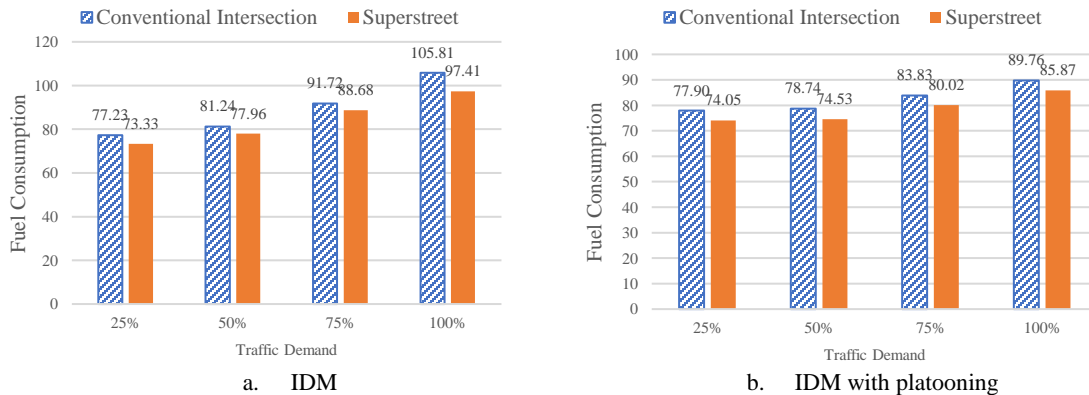 Conventional Intersection Superstreet
120
100
80
60
40
20
0
Fuel Consumption
77.23 73.33 81.24 77.96 91.72 88.68 105.81 97.41
25% 50% 75% 100%
Traffic Demand
a. IDM
Conventional Intersection Superstreet
100
90
80
70
60
50
40
30
20
10
0
Fuel Consumption
77.90 74.05 78.74 74.53 83.83 80.02 89.76 85.87
25% 50% 75% 100%
Traffic Demand
b. IDM with platooning